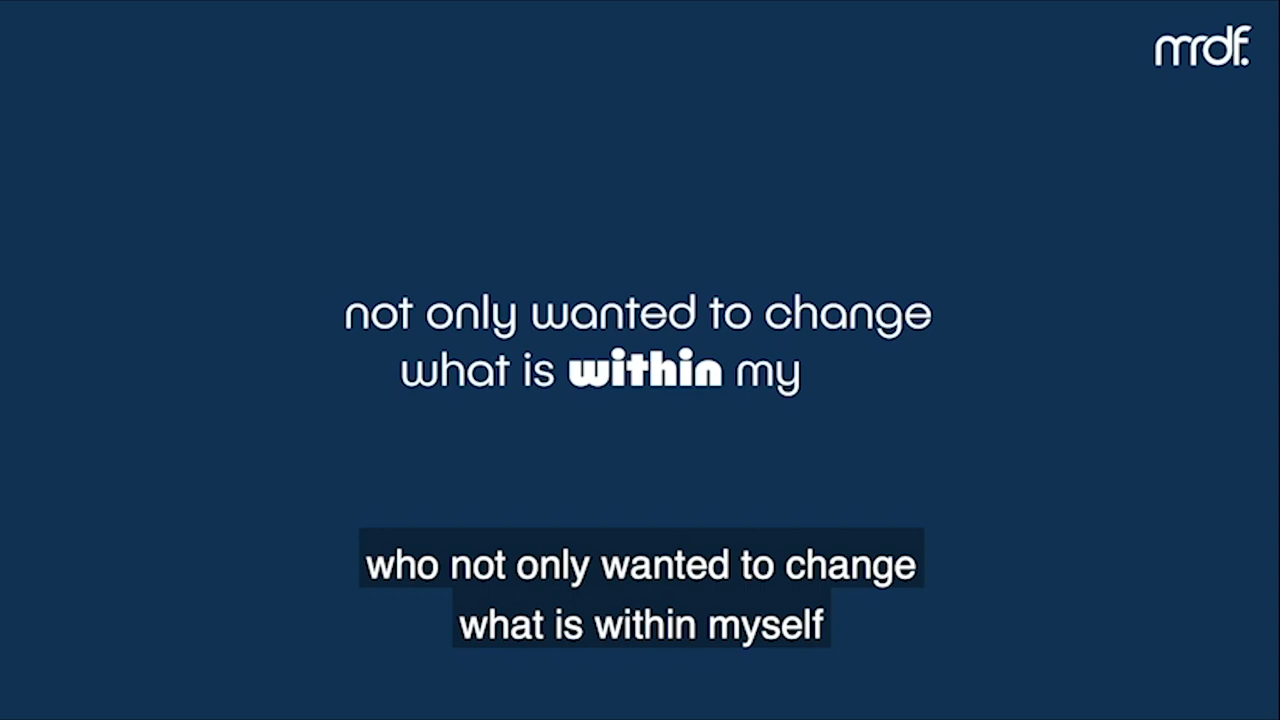 mrdf.
not only wanted to change
what is within my
who not only wanted to change
what is within myself